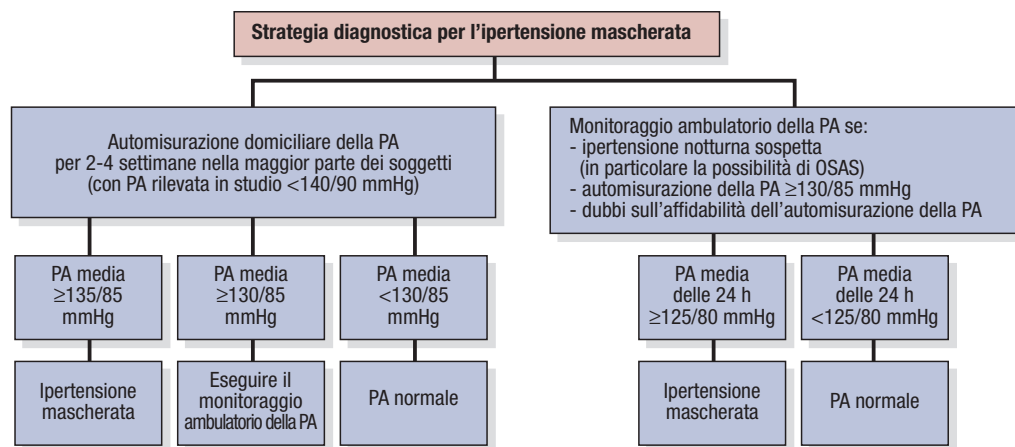 Strategia diagnostica per l'ipertensione mascherata
Automisurazione domiciliare della PA
per 2-4 settimane nella maggior parte dei soggetti
(con PA rilevata in studio <140/90 mmHg)
Monitoraggio ambulatorio della PA se:
- ipertensione notturna sospetta
(in particolare la possibilità di OSAS)
- automisurazione della PA ≥130/85 mmHg
- dubbi sull'affidabilità dell'automisurazione della PA
PA media
≥135/85
mmHg
PA media
≥130/85
mmHg
PA media
<130/85
mmHg
PA media
delle 24 h
≥125/80 mmHg
PA media
delle 24 h
<125/80 mmHg
Ipertensione
mascherata
Eseguire il
monitoraggio
ambulatorio della PA
PA normale
Ipertensione
mascherata
PA normale